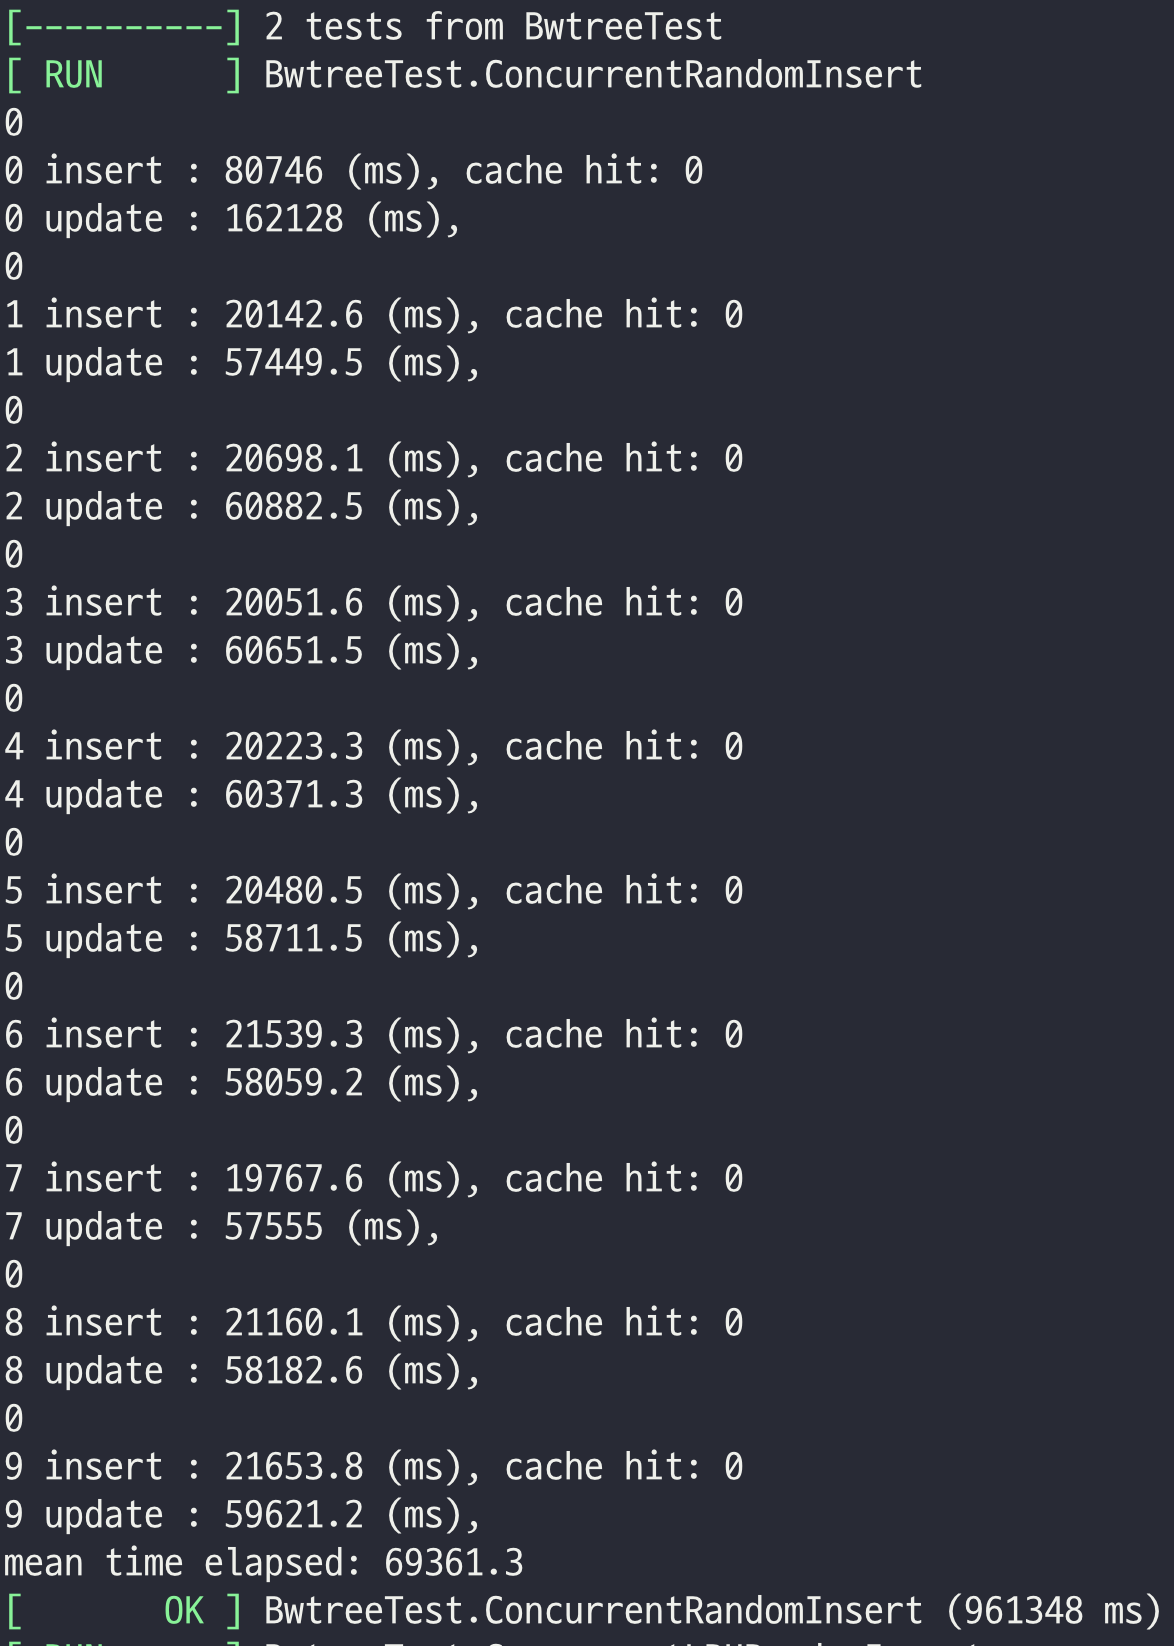 [----------] 2 tests from BwtreeTest
[ RUN      ] BwtreeTest.ConcurrentRandomInsert
0
0 insert : 80746 (ms), cache hit: 0
0 update : 162128 (ms),
0
1 insert : 20142.6 (ms), cache hit: 0
1 update : 57449.5 (ms),
0
2 insert : 20698.1 (ms), cache hit: 0
2 update : 60882.5 (ms),
0
3 insert : 20051.6 (ms), cache hit: 0
3 update : 60651.5 (ms),
0
4 insert : 20223.3 (ms), cache hit: 0
4 update : 60371.3 (ms),
0
5 insert : 20480.5 (ms), cache hit: 0
5 update : 58711.5 (ms),
0
6 insert : 21539.3 (ms), cache hit: 0
6 update : 58059.2 (ms),
0
7 insert : 19767.6 (ms), cache hit: 0
7 update : 57555 (ms),
0
8 insert : 21160.1 (ms), cache hit: 0
8 update : 58182.6 (ms),
0
9 insert : 21653.8 (ms), cache hit: 0
9 update : 59621.2 (ms),
mean time elapsed: 69361.3
[       OK ] BwtreeTest.ConcurrentRandomInsert (961348 ms)